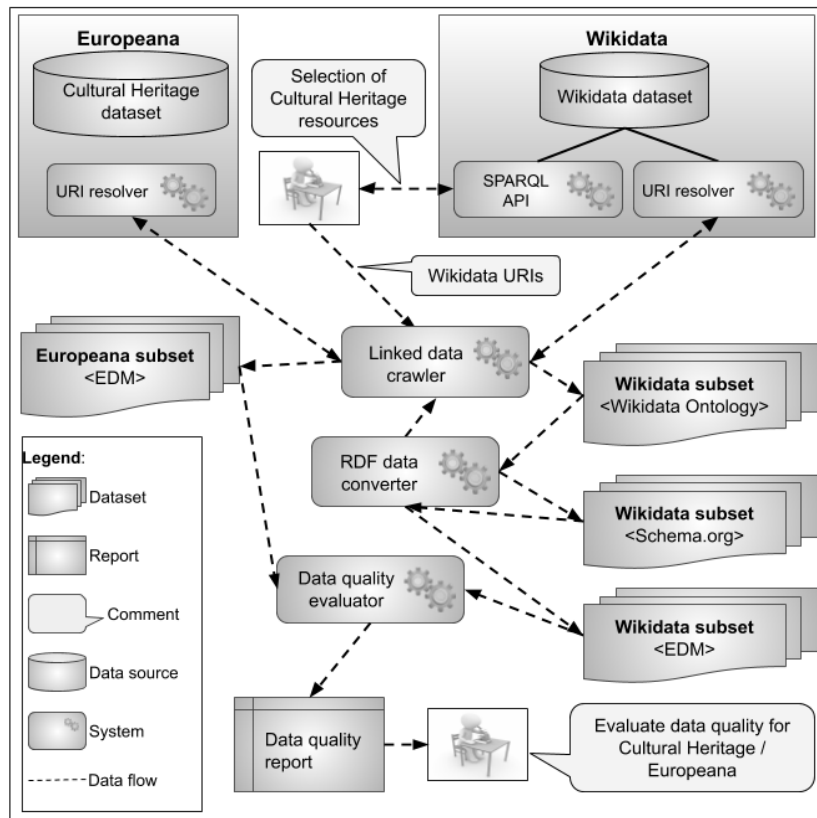 Europeana
Cultural Heritage
dataset
URI resolver
Selection of
Cultural Heritage
resources
Wikidata
Wikidata dataset
SPARQL
API
URI resolver
Wikidata URIs
Europeana subset
<EDM>
Linked data
crawler
Wikidata subset
<Wikidata Ontology>
RDF data
converter
Wikidata subset
<Schema.org>
Data quality
evaluator
Wikidata subset
<EDM>
Data quality
report
Evaluate data quality for
Cultural Heritage /
Europeana
Legend:
Dataset
Report
Comment
Data source
System
Data flow